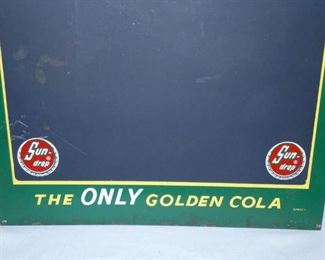 Sun-
drop
Sun-
drop
THE ONLY GOLDEN COLA